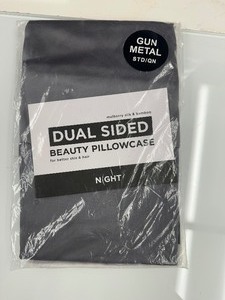 GUN
METAL
STD/QN
mulberry silk & bamboo
DUAL SIDED
BEAUTY PILLOWCASE
for better skin & hair
NIGHT